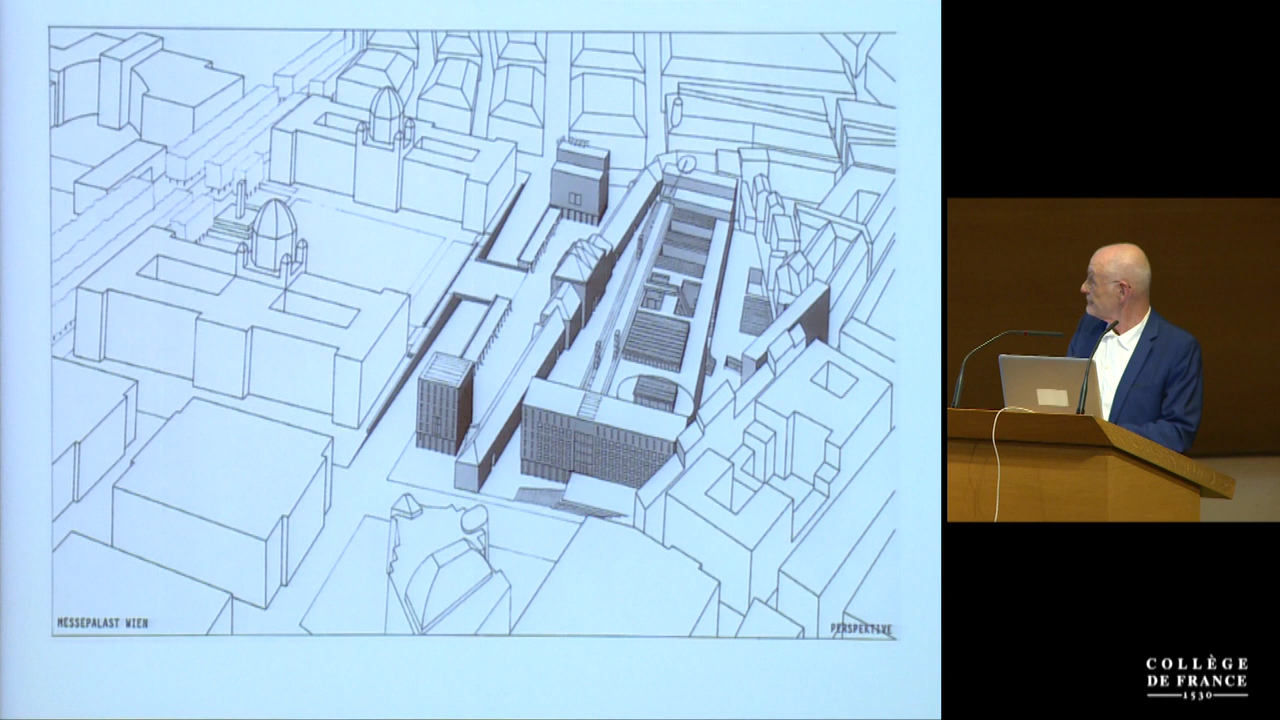 MESSEPALAST WIEN
PERSPEKTIVE
COLLÈGE
DE FRANCE
1530